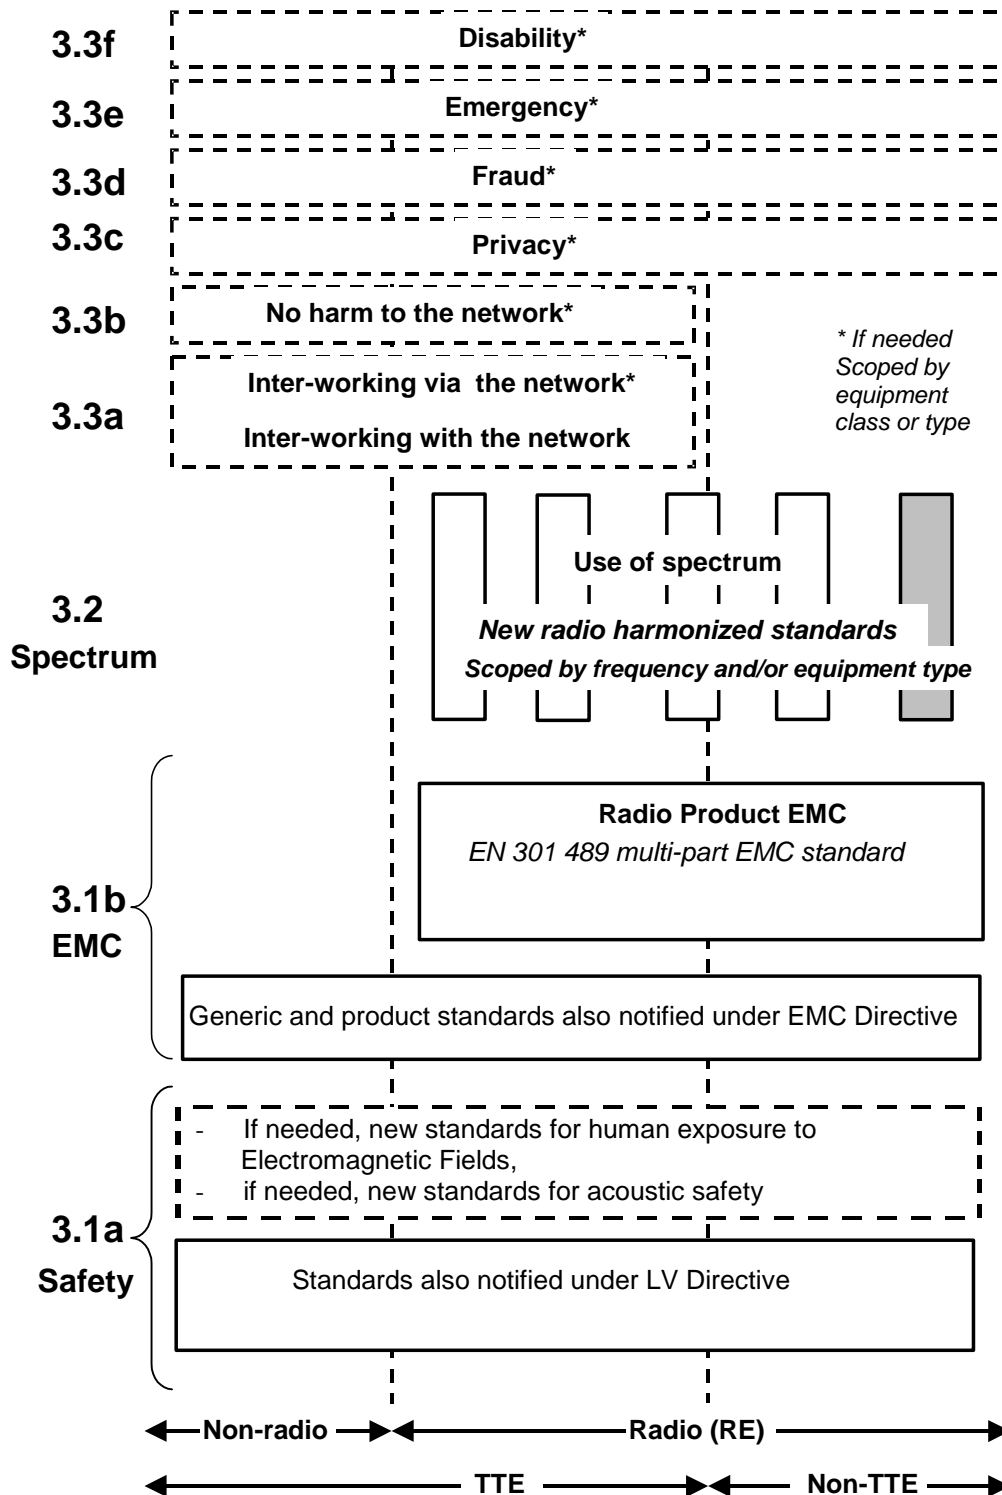 3.3f
Disability*
3.3e
Emergency*
3.3d
Fraud*
3.3c
Privacy*
3.3b
No harm to the network*
3.3a
Inter-working via the network*
Inter-working with the network
* If needed
Scoped by
equipment
class or type
3.2
Spectrum
Use of spectrum
New radio harmonized standards
Scoped by frequency and/or equipment type
3.1b
EMC
Radio Product EMC
EN 301 489 multi-part EMC standard
Generic and product standards also notified under EMC Directive
3.1a
Safety
- If needed, new standards for human exposure to
Electromagnetic Fields,
- if needed, new standards for acoustic safety
Standards also notified under LV Directive
Non-radio
Radio (RE)
TTE
Non-TTE